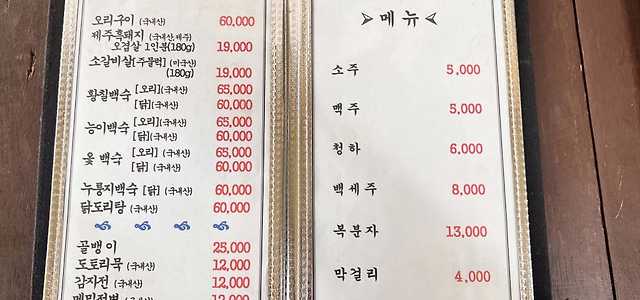 오리구이 (국내산) 60,000
제주흑돼지 (국내산,제주)
오겹살 1인분(180g) 19,000
소갈비살[주물럭] (미국산)
(180g) 19,000
황칠백숙 [오리](국내산) 65,000
[닭](국내산) 60,000
능이백숙 [오리](국내산) 65,000
[닭](국내산) 60,000
옻 백숙 [오리] (국내산) 65,000
[닭] (국내산) 60,000
누룽지백숙 [닭] (국내산) 60,000
닭도리탕 (국내산) 60,000
골뱅이 25,000
도토리묵 (국내산) 12,000
감자전 (국내산) 12,000
메밀전병 12,000
메뉴
소주 5,000
맥주 5,000
청하 6,000
백세주 8,000
복분자 13,000
막걸리 4,000